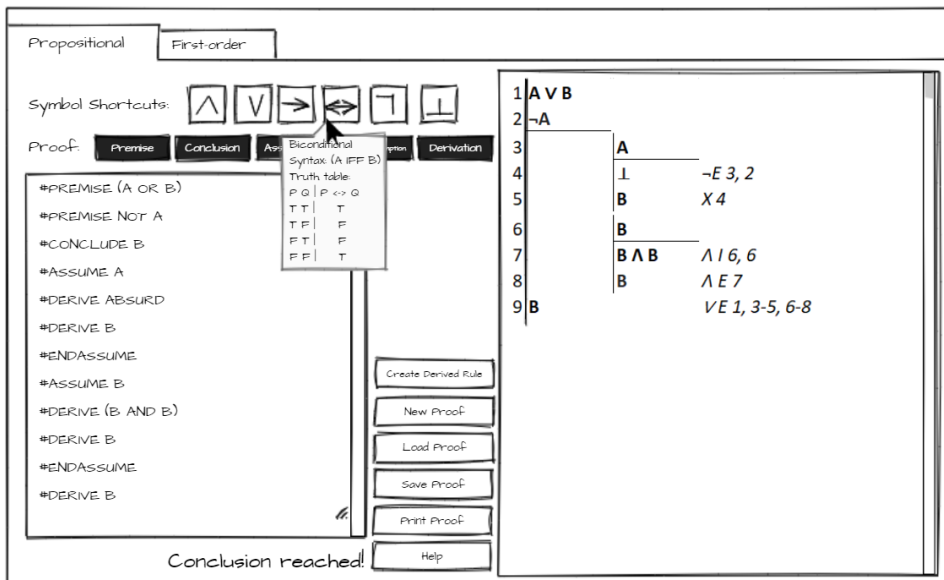 Propositional
First-order
Symbol Shortcuts: ∧ ∨ → ↔ ¬ ⊥
Proof: Premise Conclusion Derivation
Biconditional
Syntax: (A IFF B)
Truth table:
P Q | P <-> Q
T T | T
T F | F
F T | F
F F | T
#PREMISE (A OR B)
#PREMISE NOT A
#CONCLUDE B
#ASSUME A
#DERIVE ABSURD
#DERIVE B
#ENDASSUME
#ASSUME B
#DERIVE (B AND B)
#DERIVE B
#ENDASSUME
#DERIVE B
Conclusion reached!
Create Derived Rule
New Proof
Load Proof
Save Proof
Print Proof
Help
1 A ∨ B
2 ¬A
3 A
4 ⊥ ¬E 3, 2
5 B X 4
6 B
7 B ∧ B ∧ I 6, 6
8 B ∧ E 7
9 B ∨ E 1, 3-5, 6-8